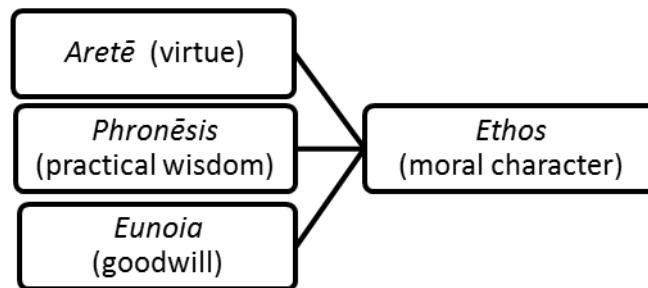 Aretē (virtue)
Phronēsis
(practical wisdom)
Eunoia
(goodwill)
Ethos
(moral character)